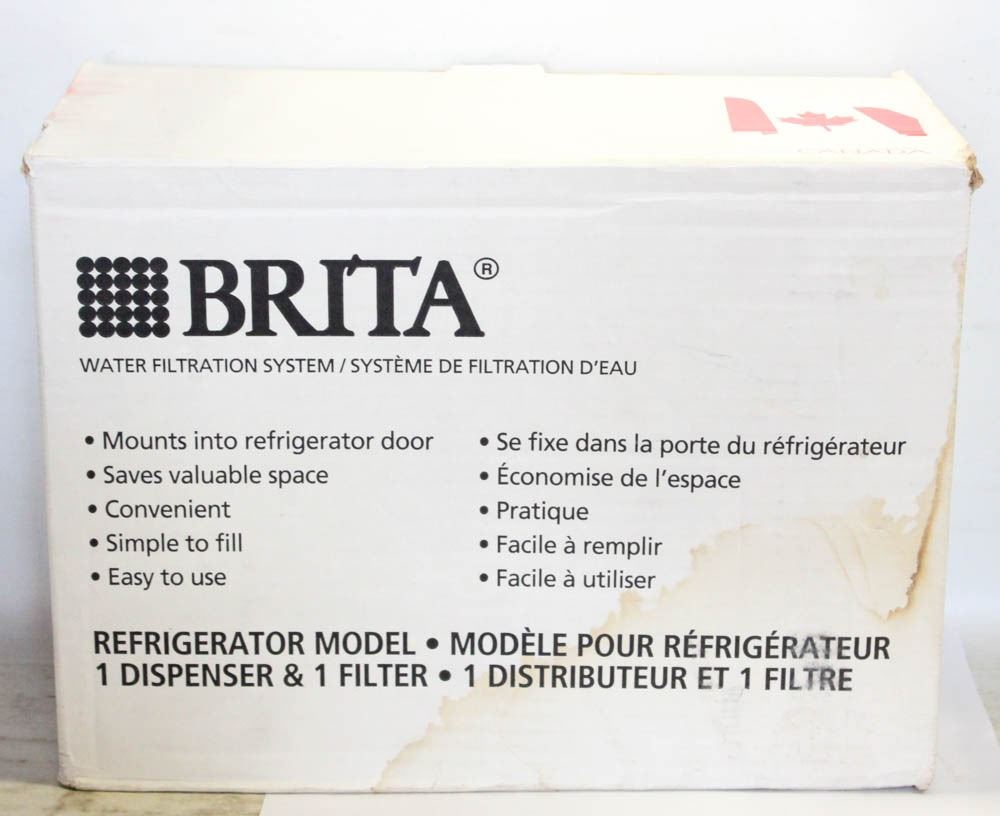 CANADA
BRITA®
WATER FILTRATION SYSTEM / SYSTÈME DE FILTRATION D'EAU
• Mounts into refrigerator door
• Saves valuable space
• Convenient
• Simple to fill
• Easy to use
• Se fixe dans la porte du réfrigérateur
• Économise de l'espace
• Pratique
• Facile à remplir
• Facile à utiliser
REFRIGERATOR MODEL • MODÈLE POUR RÉFRIGÉRATEUR
1 DISPENSER & 1 FILTER • 1 DISTRIBUTEUR ET 1 FILTRE